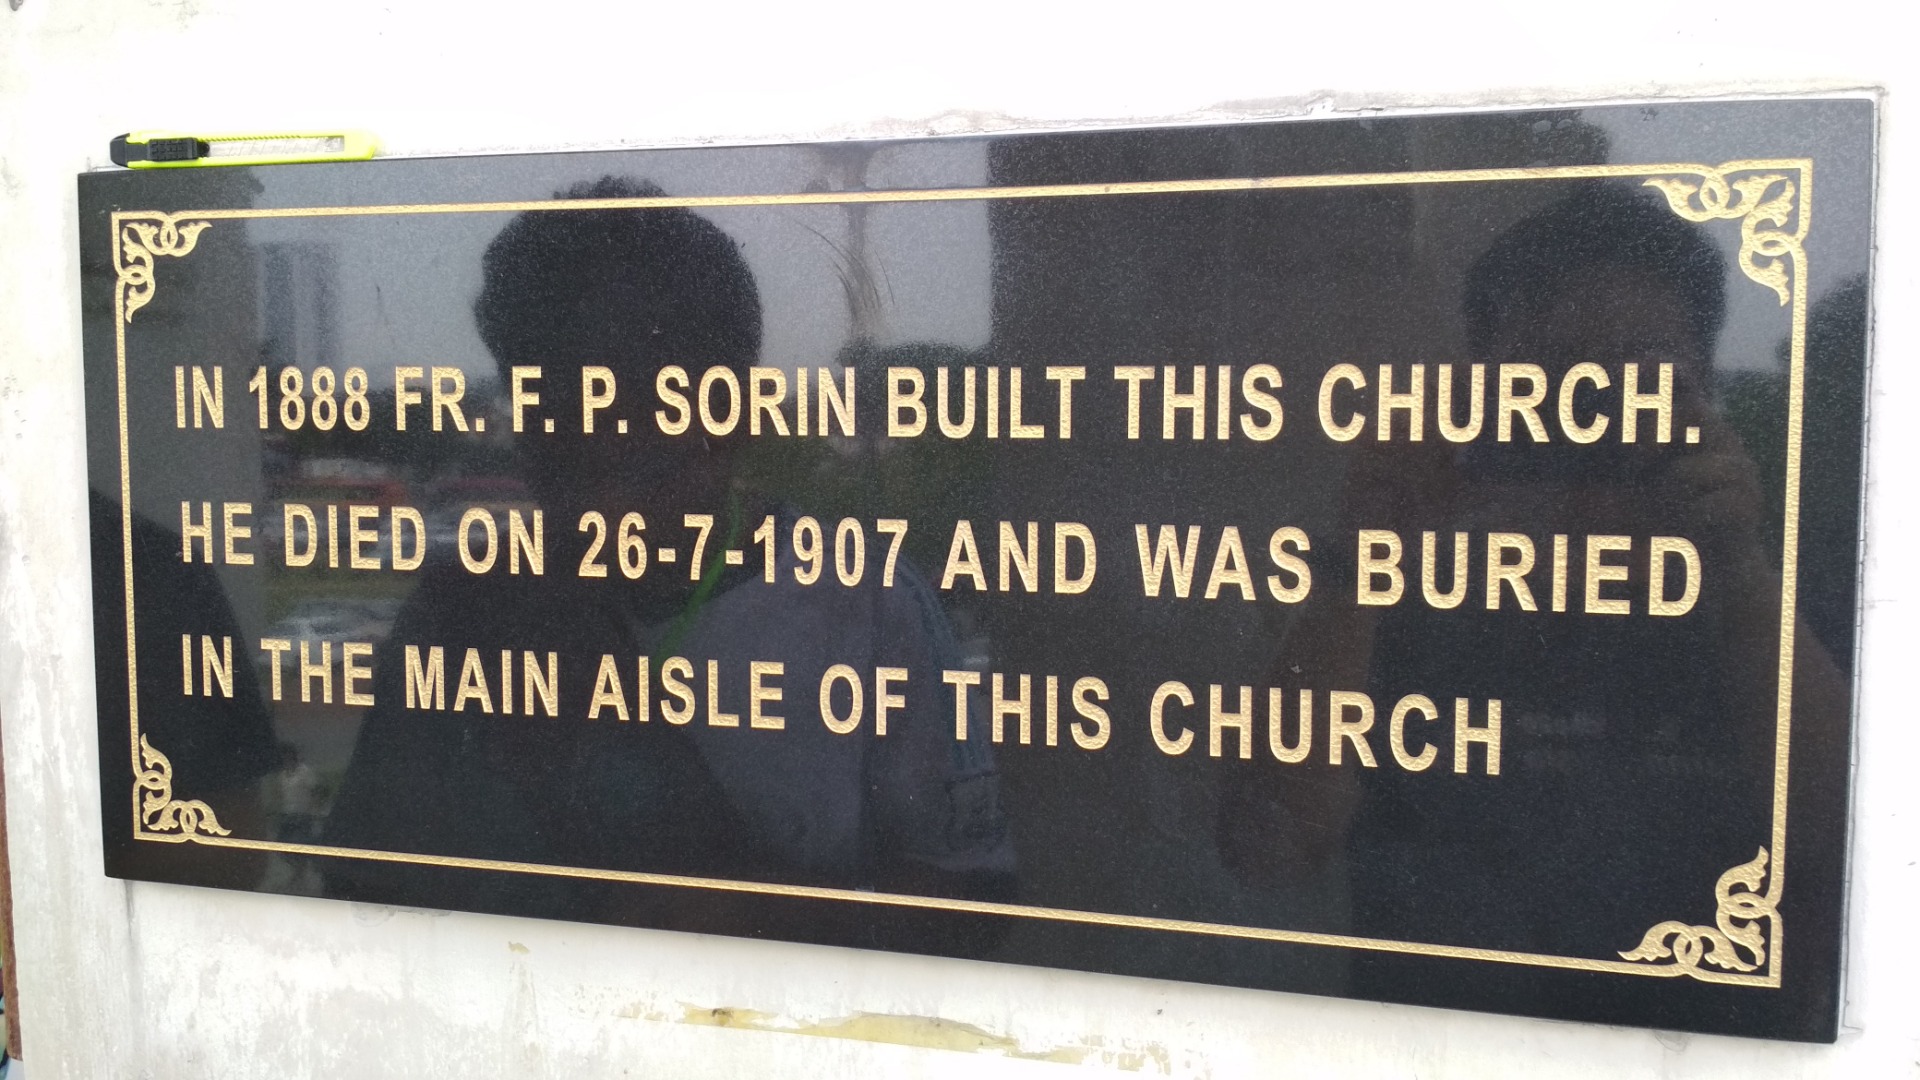 IN 1888 FR. F. P. SORIN BUILT THIS CHURCH.
HE DIED ON 26-7-1907 AND WAS BURIED
IN THE MAIN AISLE OF THIS CHURCH